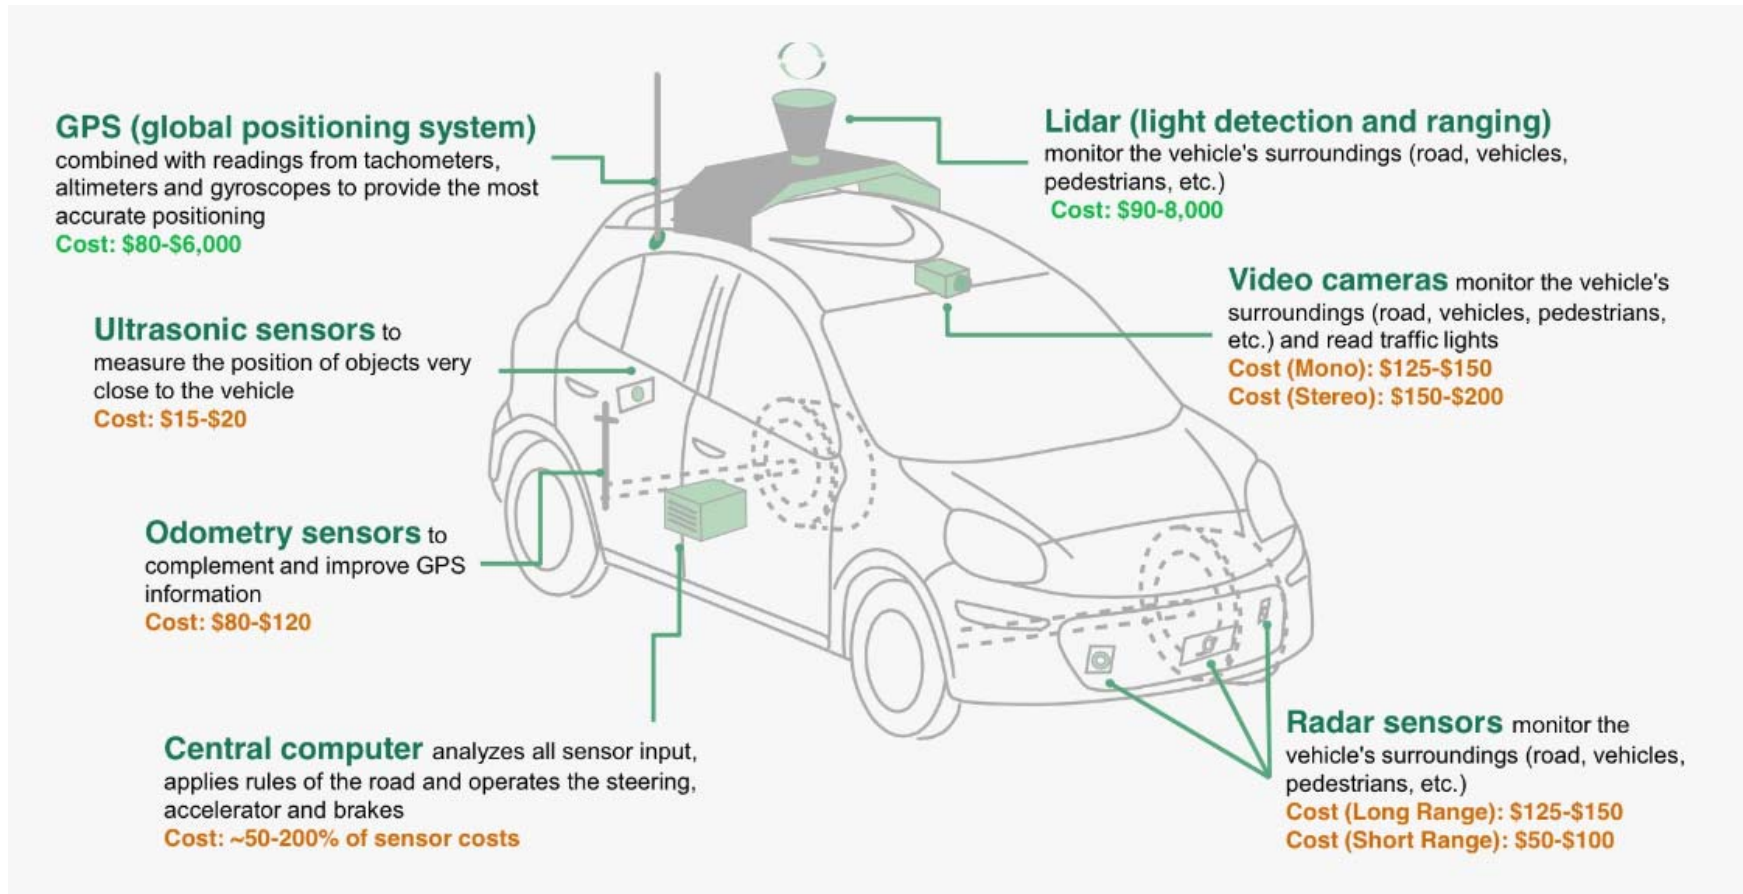 GPS (global positioning system)
combined with readings from tachometers,
altimeters and gyroscopes to provide the most
accurate positioning
Cost: $80-$6,000
Lidar (light detection and ranging)
monitor the vehicle's surroundings (road, vehicles,
pedestrians, etc.)
Cost: $90-8,000
Video cameras monitor the vehicle's
surroundings (road, vehicles, pedestrians,
etc.) and read traffic lights
Cost (Mono): $125-$150
Cost (Stereo): $150-$200
Ultrasonic sensors to
measure the position of objects very
close to the vehicle
Cost: $15-$20
Odometry sensors to
complement and improve GPS
information
Cost: $80-$120
Central computer analyzes all sensor input,
applies rules of the road and operates the steering,
accelerator and brakes
Cost: ~50-200% of sensor costs
Radar sensors monitor the
vehicle's surroundings (road, vehicles,
pedestrians, etc.)
Cost (Long Range): $125-$150
Cost (Short Range): $50-$100